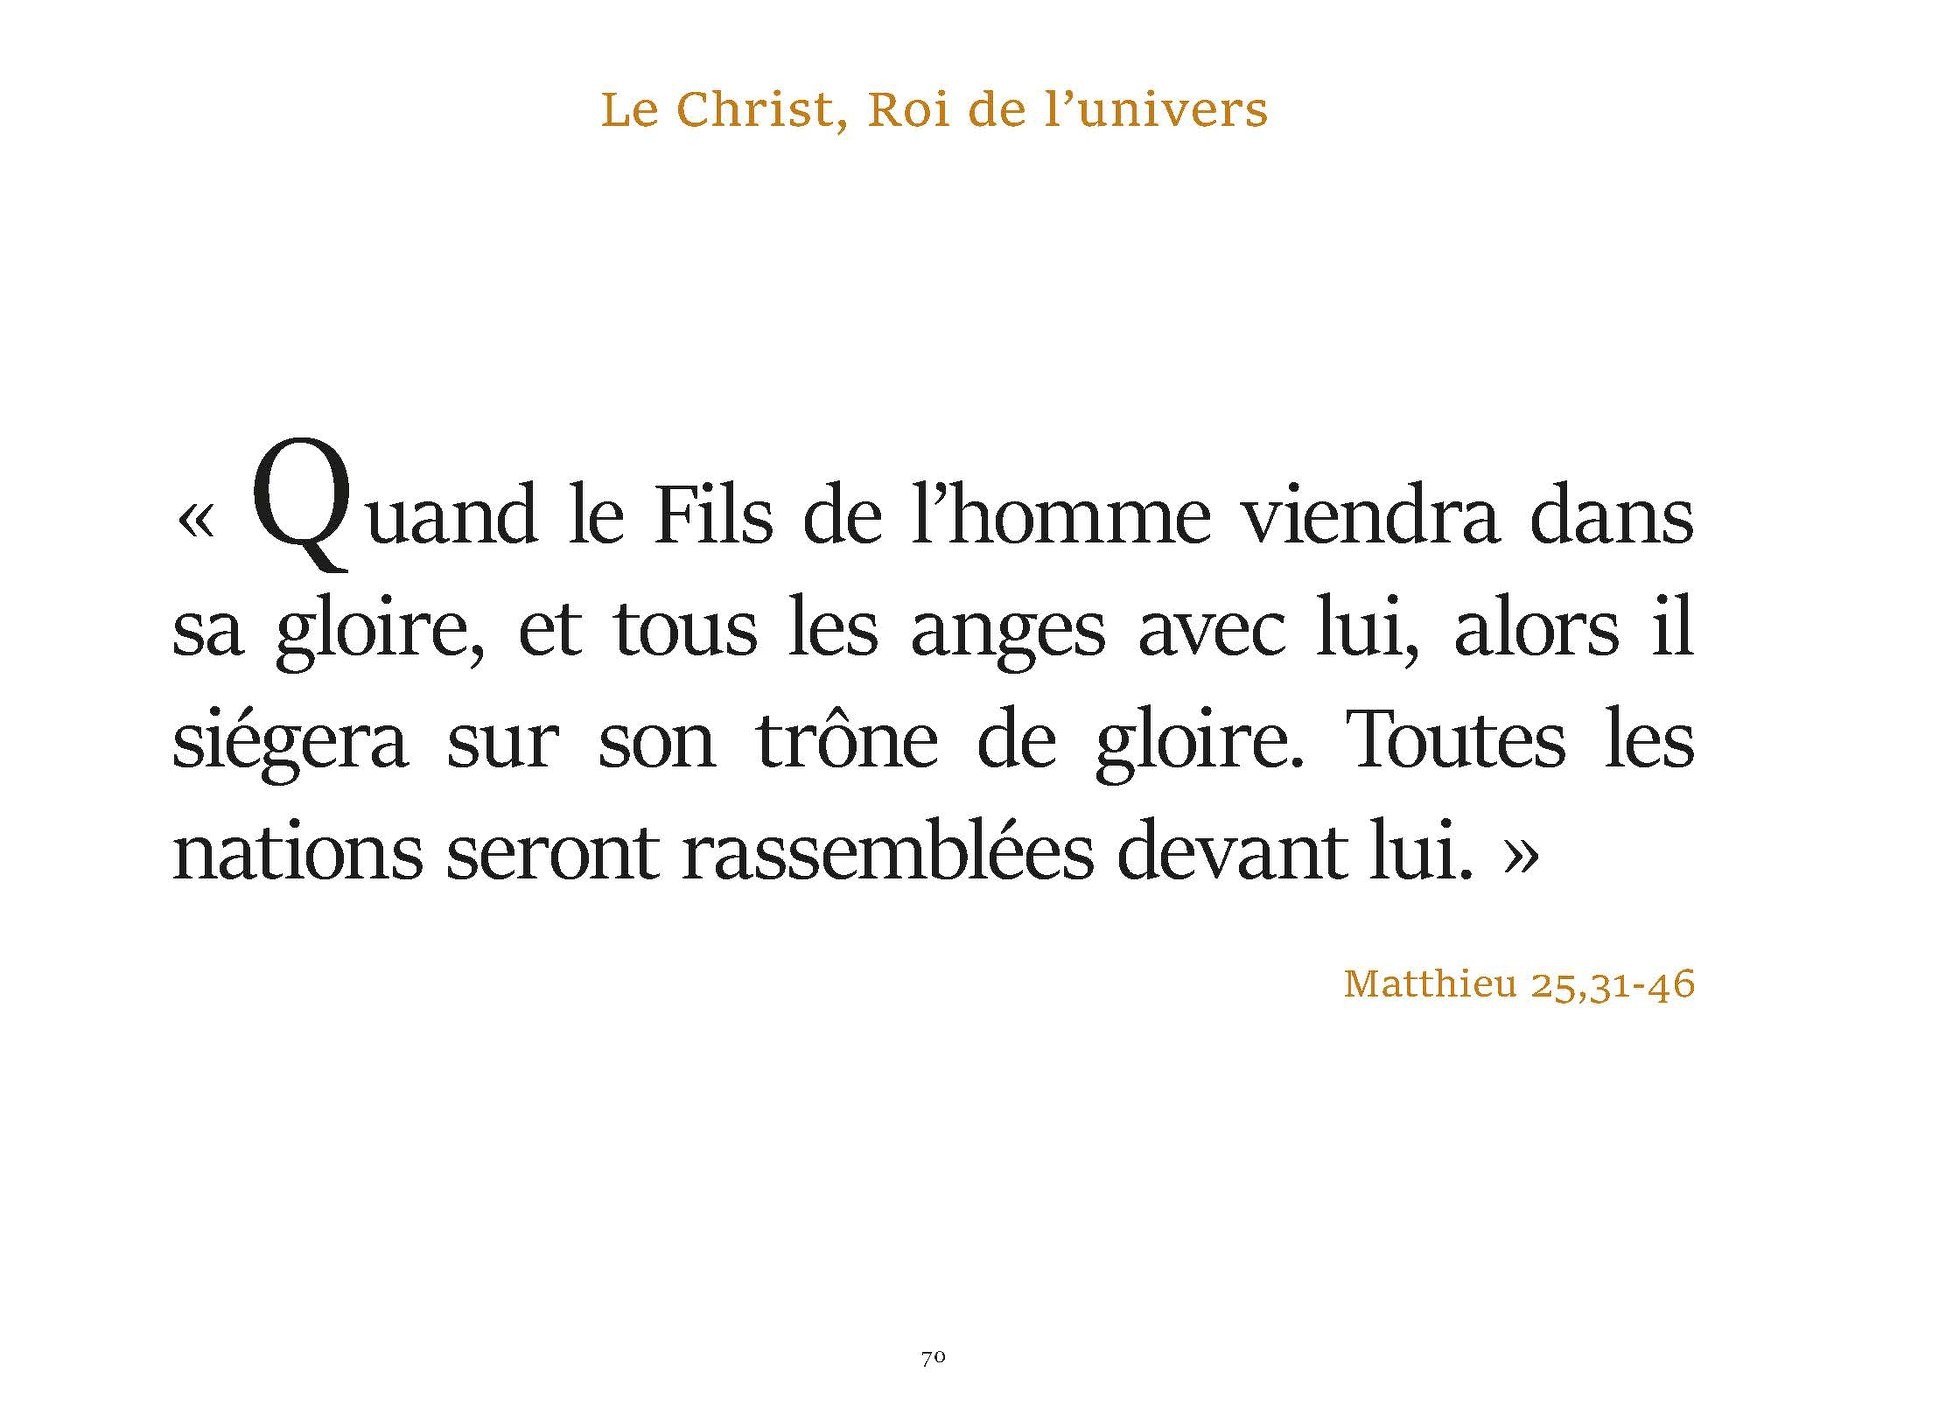 Le Christ, Roi de l’univers
« Quand le Fils de l’homme viendra dans
sa gloire, et tous les anges avec lui, alors il
siégera sur son trône de gloire. Toutes les
nations seront rassemblées devant lui. »
Matthieu 25,31-46
70